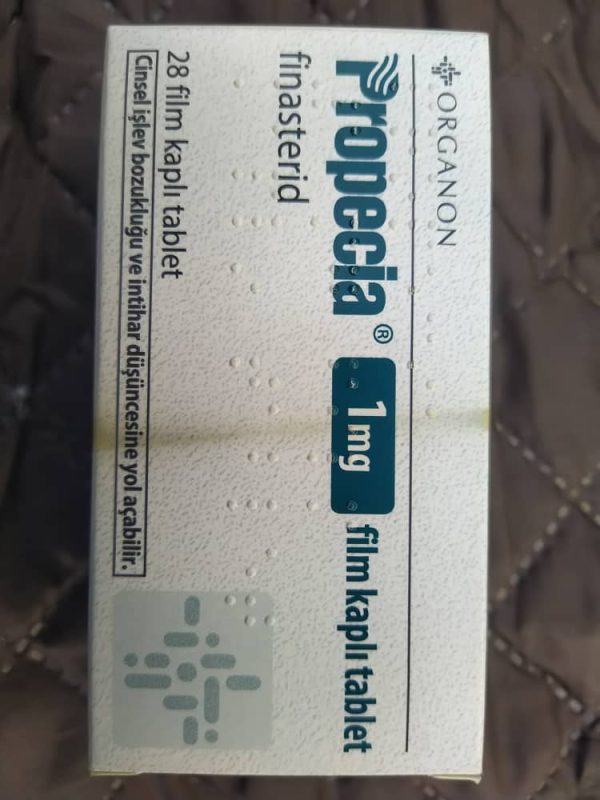 ORGANON
Propecia® 1 mg film kaplı tablet
finasterid
28 film kaplı tablet
Cinsel işlev bozukluğu ve intihar düşüncesine yol açabilir.